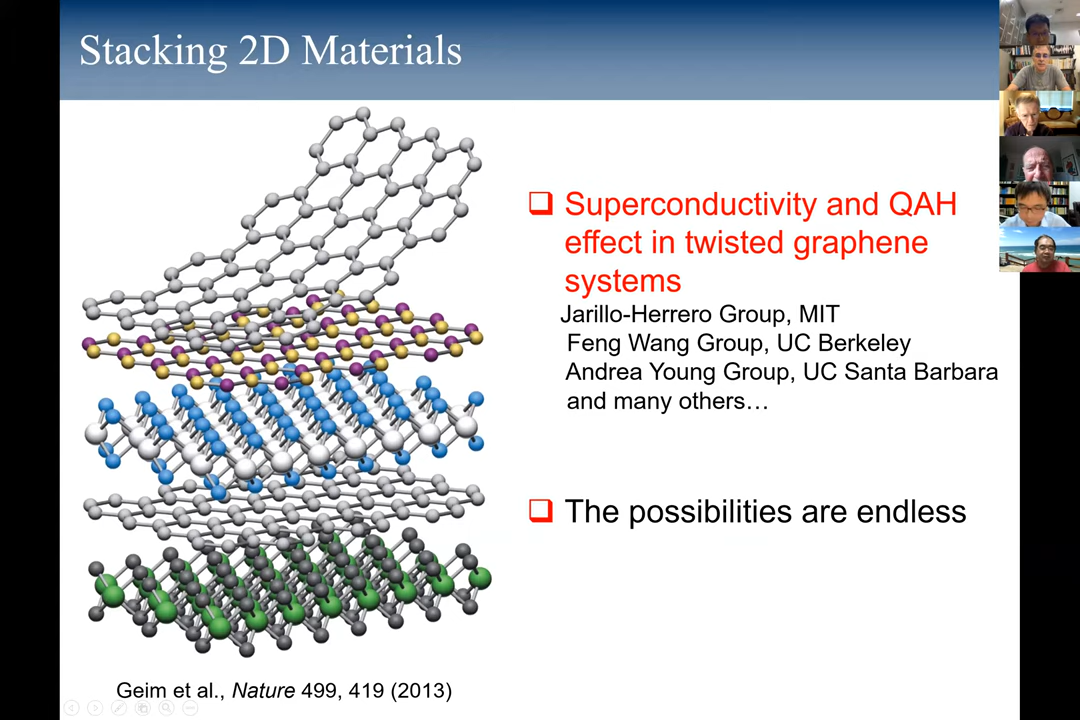 Stacking 2D Materials
Superconductivity and QAH
effect in twisted graphene
systems
Jarillo-Herrero Group, MIT
Feng Wang Group, UC Berkeley
Andrea Young Group, UC Santa Barbara
and many others…
The possibilities are endless
Geim et al., Nature 499, 419 (2013)